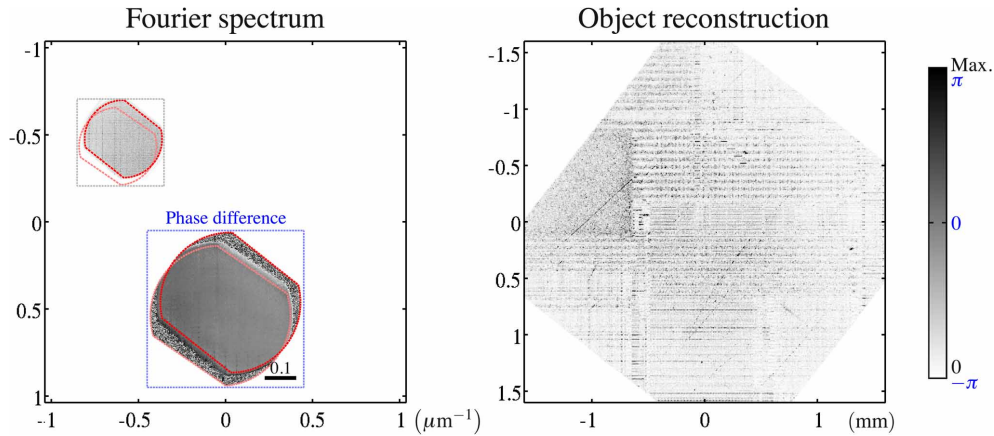 Fourier spectrum
Object reconstruction
-1
-0.5
0
0.5
1
-1
-0.5
0
0.5
1 (μm⁻¹)
Phase difference
0.1
-1.5
-1
-0.5
0
0.5
1
1.5
-1
0
1 (mm)
Max.
π
0
0
-π